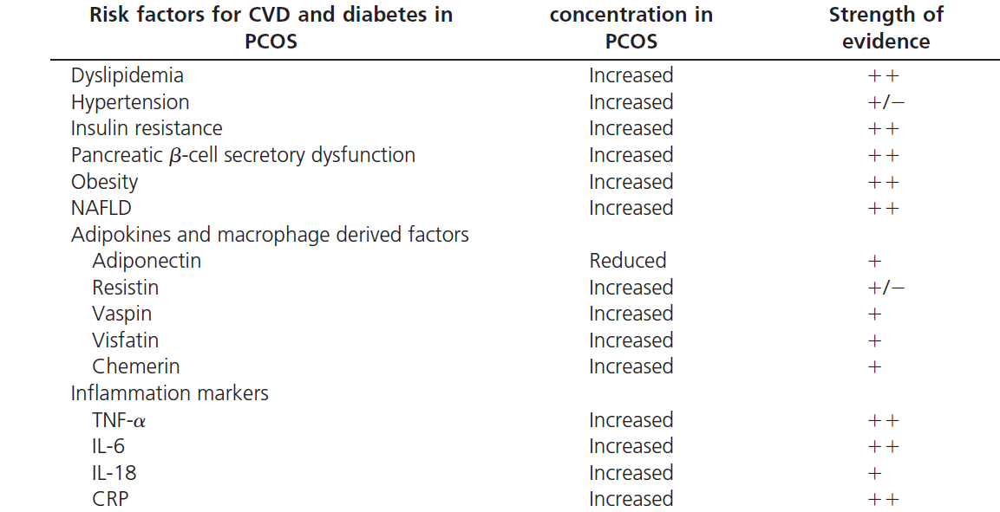 Risk factors for CVD and diabetes in PCOS concentration in PCOS Strength of evidence
Dyslipidemia Increased ++
Hypertension Increased +/−
Insulin resistance Increased ++
Pancreatic β-cell secretory dysfunction Increased ++
Obesity Increased ++
NAFLD Increased ++
Adipokines and macrophage derived factors
Adiponectin Reduced +
Resistin Increased +/−
Vaspin Increased +
Visfatin Increased +
Chemerin Increased +
Inflammation markers
TNF-α Increased ++
IL-6 Increased ++
IL-18 Increased +
CRP Increased ++